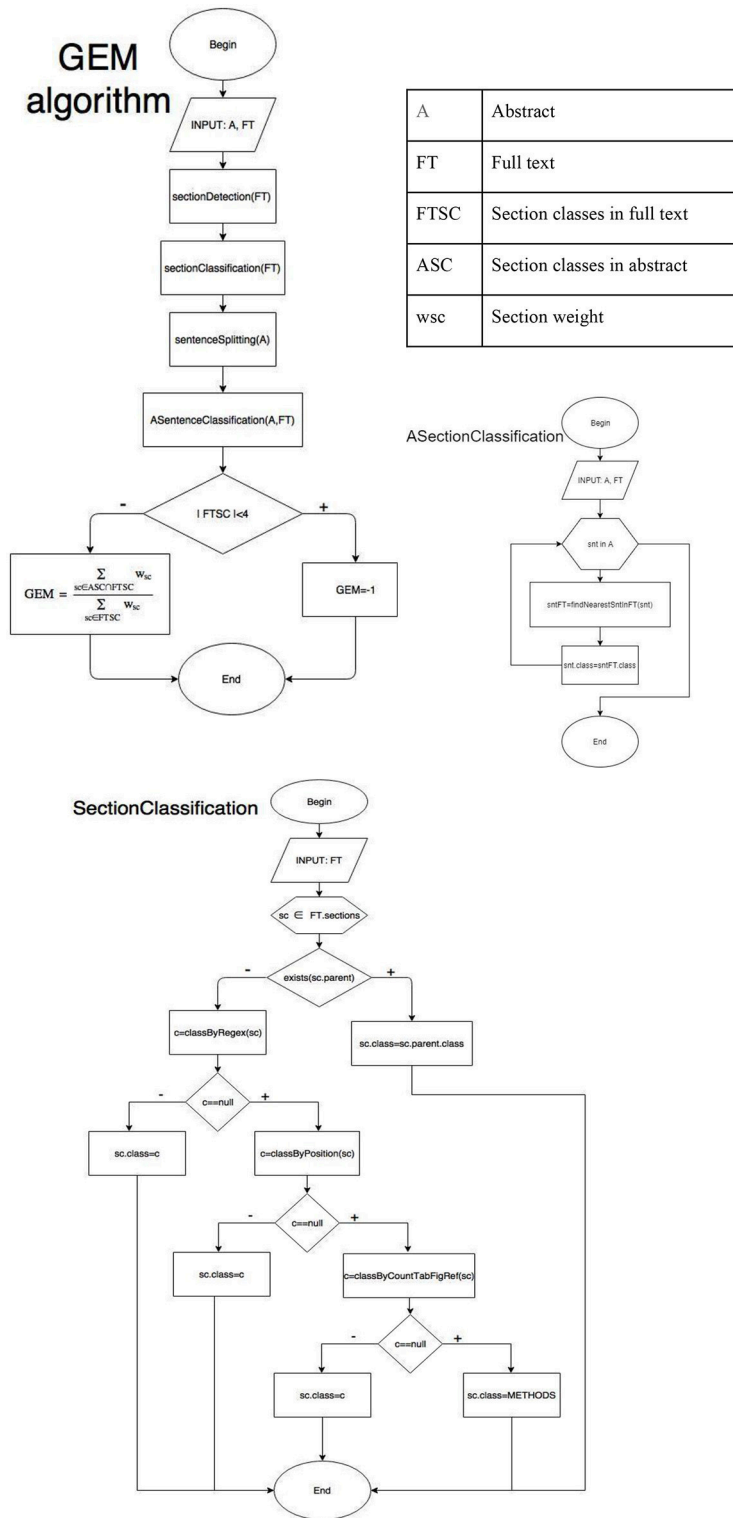 GEM
algorithm
Begin
INPUT: A, FT
sectionDetection(FT)
sectionClassification(FT)
sentenceSplitting(A)
ASentenceClassification(A,FT)
| FTSC |<4
-
+
GEM = Σ sc∈ASC∩FTSC wsc / Σ sc∈FTSC wsc
GEM=-1
End
A Abstract
FT Full text
FTSC Section classes in full text
ASC Section classes in abstract
wsc Section weight
ASectionClassification
Begin
INPUT: A, FT
snt in A
sntFT=findNearestSntInFT(snt)
snt.class=sntFT.class
End
SectionClassification
Begin
INPUT: FT
sc ∈ FT.sections
exists(sc.parent)
-
+
c=classByRegex(sc)
sc.class=sc.parent.class
c==null
-
+
sc.class=c
c=classByPosition(sc)
c==null
-
+
sc.class=c
c=classByCountTabFigRef(sc)
c==null
-
+
sc.class=c
sc.class=METHODS
End